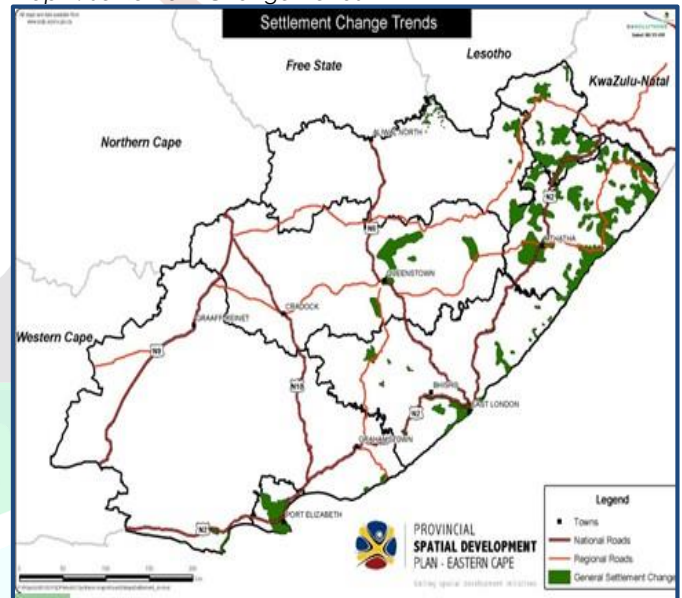 Settlement Change Trends
Lesotho
Free State
KwaZulu-Natal
Northern Cape
ALIWAL NORTH
N2
N6
MTHATHA
QUEENSTOWN
CRADOCK
GRAAFF REINET
Western Cape
N9
N10
BHISHO
N2
EAST LONDON
GRAHAMSTOWN
PORT ELIZABETH
N2
Legend
Towns
National Roads
Regional Roads
General Settlement Change
PROVINCIAL
SPATIAL DEVELOPMENT
PLAN - EASTERN CAPE